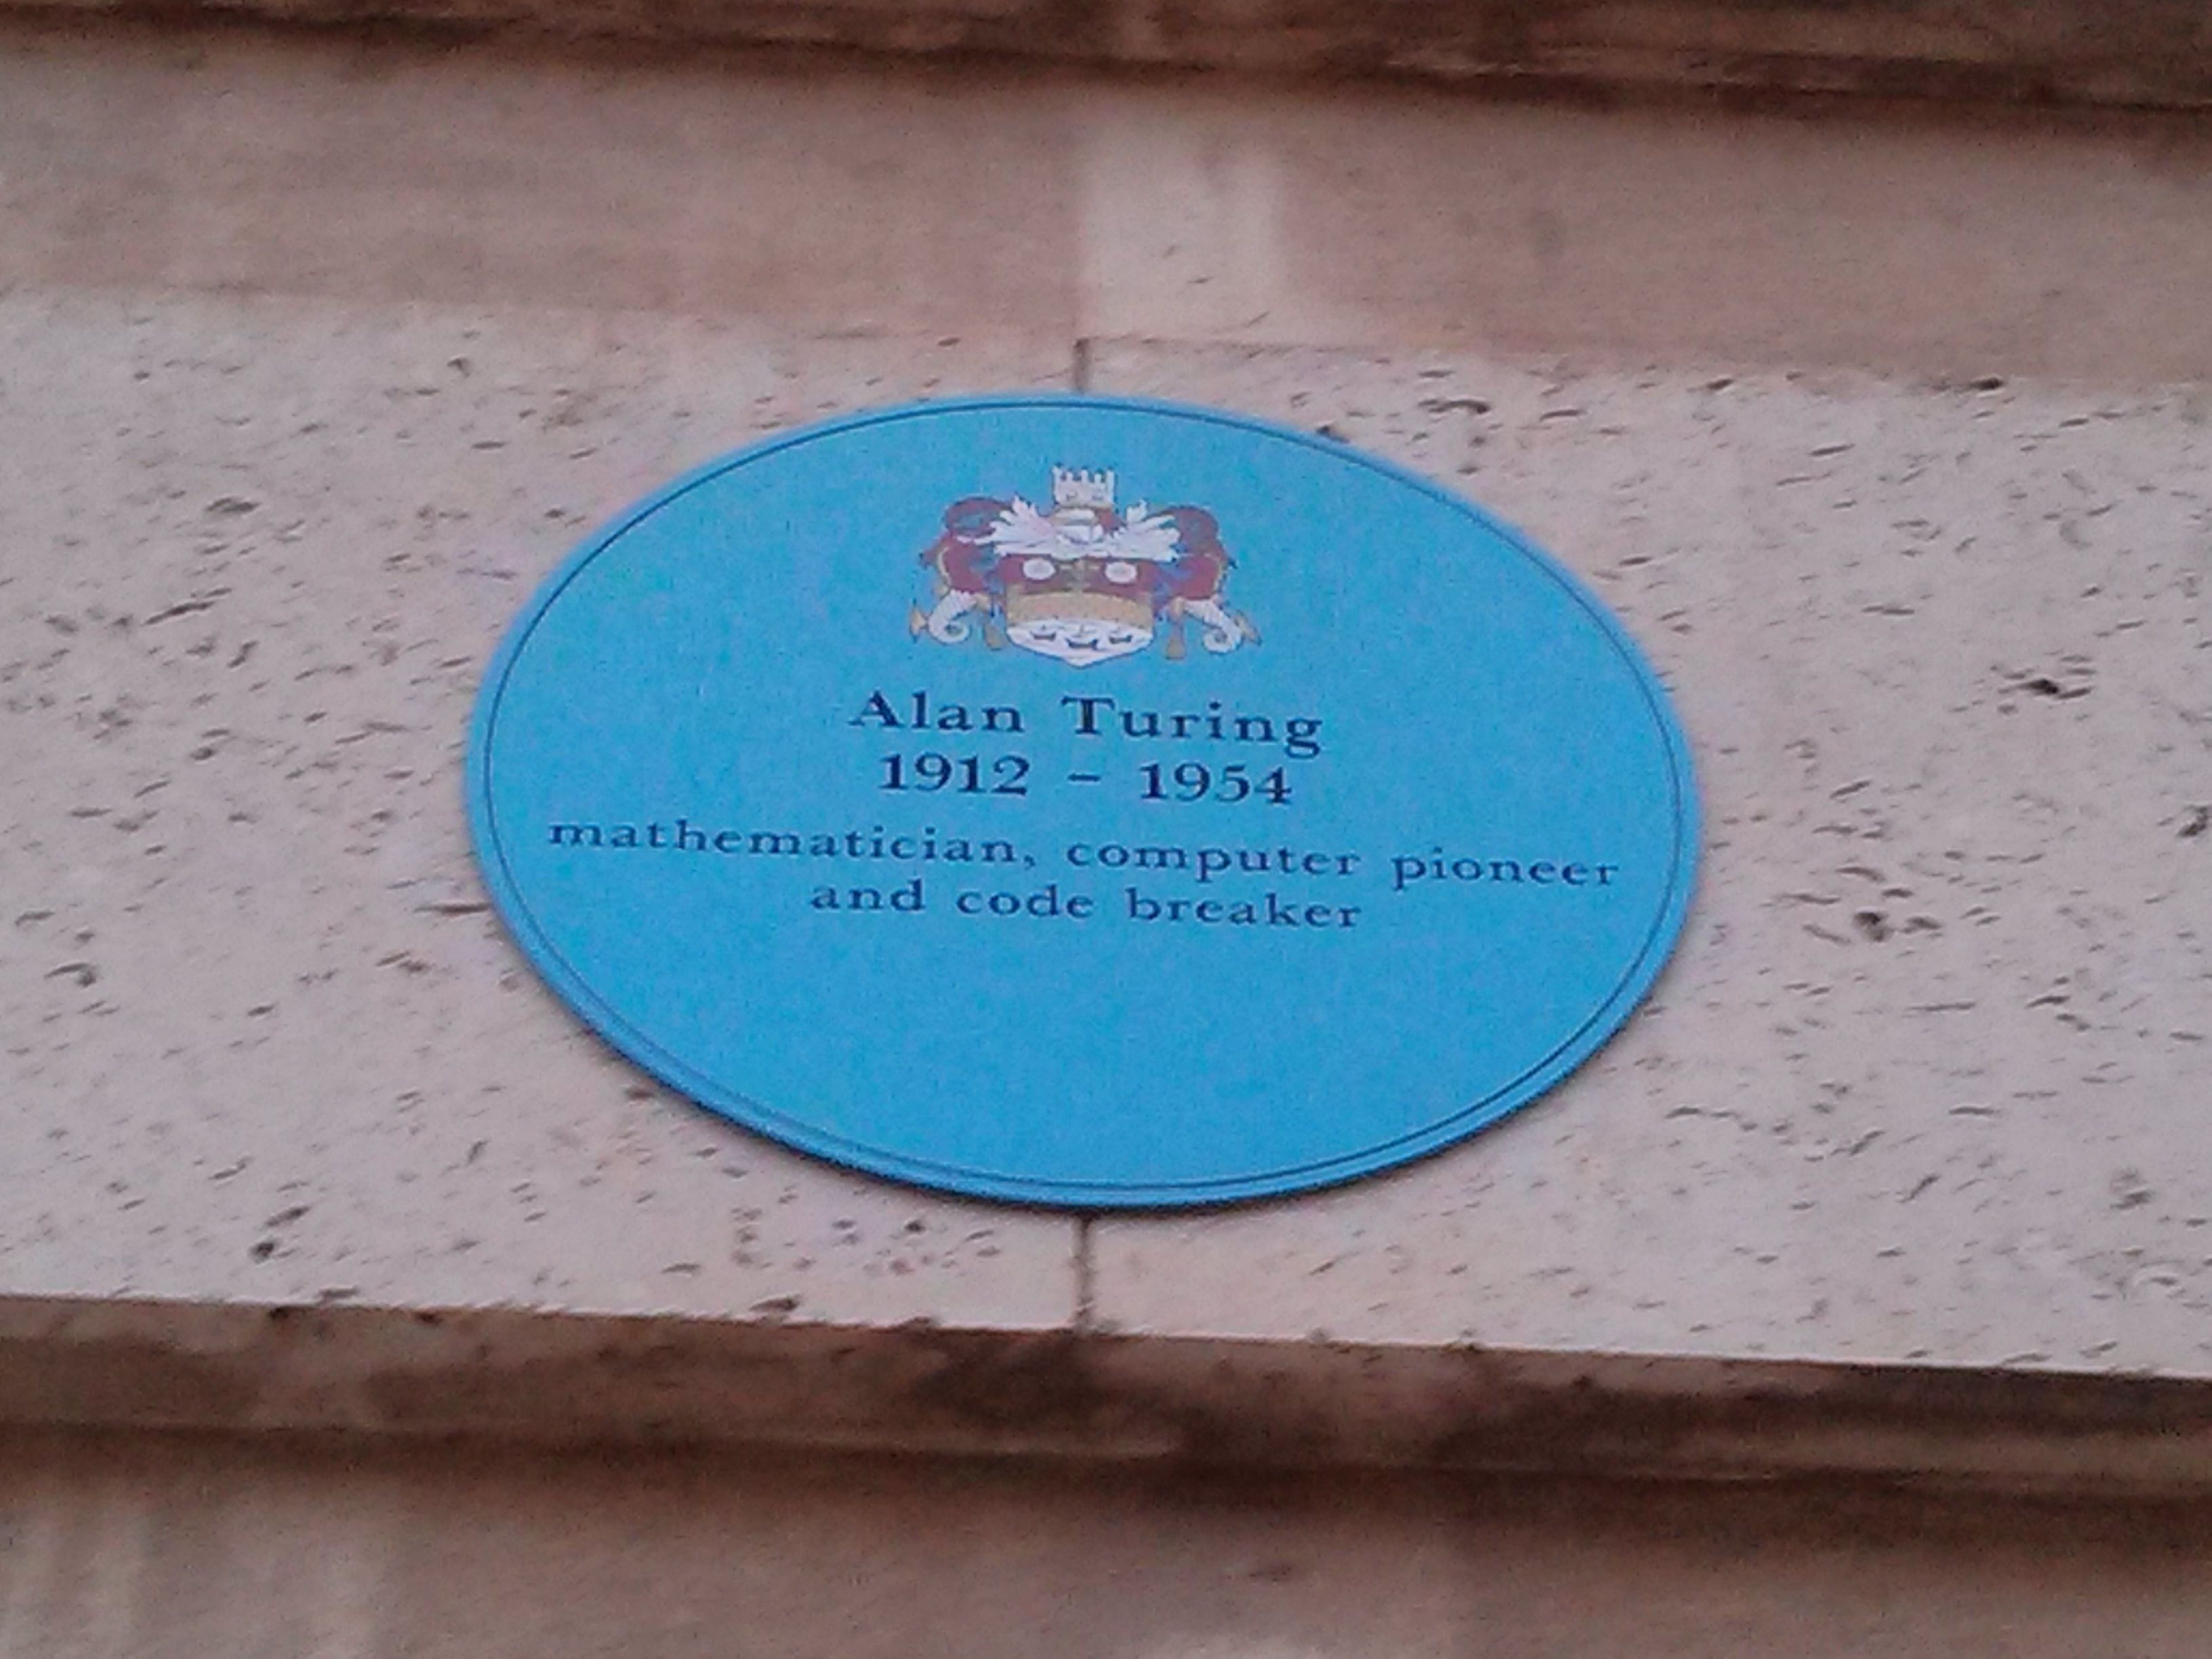 Alan Turing
1912 – 1954
mathematician, computer pioneer
and code breaker